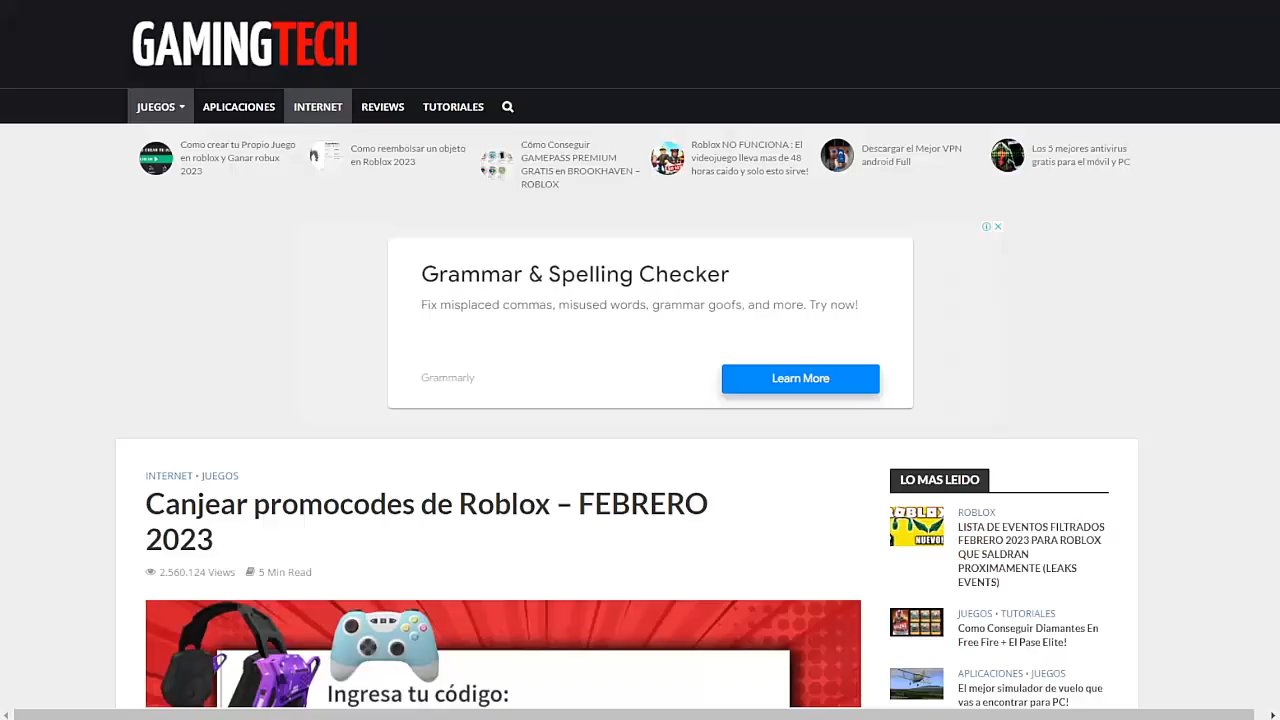 GAMINGTECH
JUEGOS
APLICACIONES
INTERNET
REVIEWS
TUTORIALES
Como crear tu Propio Juego
en roblox y Ganar robux
2023
Como reembolsar un objeto
en Roblox 2023
Cómo Conseguir
GAMEPASS PREMIUM
GRATIS en BROOKHAVEN –
ROBLOX
Roblox NO FUNCIONA : El
videojuego lleva mas de 48
horas caido y solo esto sirve!
Descargar el Mejor VPN
android Full
Los 5 mejores antivirus
gratis para el móvil y PC
Grammar & Spelling Checker
Fix misplaced commas, misused words, grammar goofs, and more. Try now!
Grammarly
Learn More
INTERNET • JUEGOS
Canjear promocodes de Roblox – FEBRERO
2023
2.560.124 Views
5 Min Read
Ingresa tu código:
LO MAS LEIDO
ROBLOX
NUEVO!
ROBLOX
LISTA DE EVENTOS FILTRADOS
FEBRERO 2023 PARA ROBLOX
QUE SALDRAN
PROXIMAMENTE (LEAKS
EVENTS)
JUEGOS • TUTORIALES
Como Conseguir Diamantes En
Free Fire + El Pase Elite!
APLICACIONES • JUEGOS
El mejor simulador de vuelo que
vas a encontrar para PC!